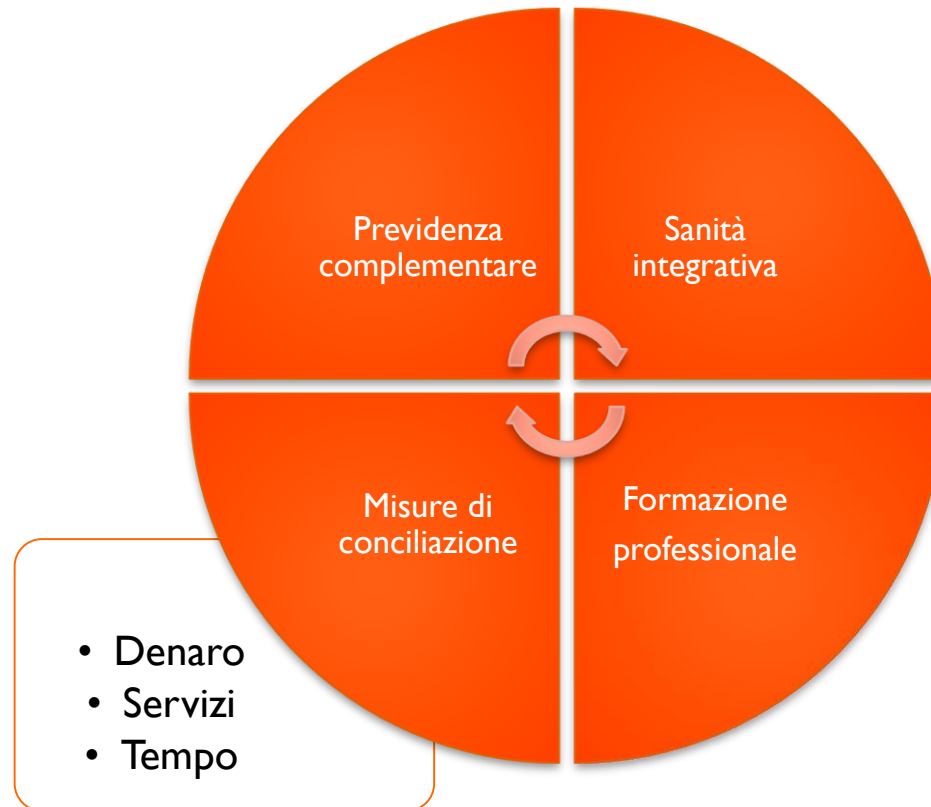 Previdenza
complementare
Sanità
integrativa
Misure di
conciliazione
Formazione
professionale
• Denaro
• Servizi
• Tempo